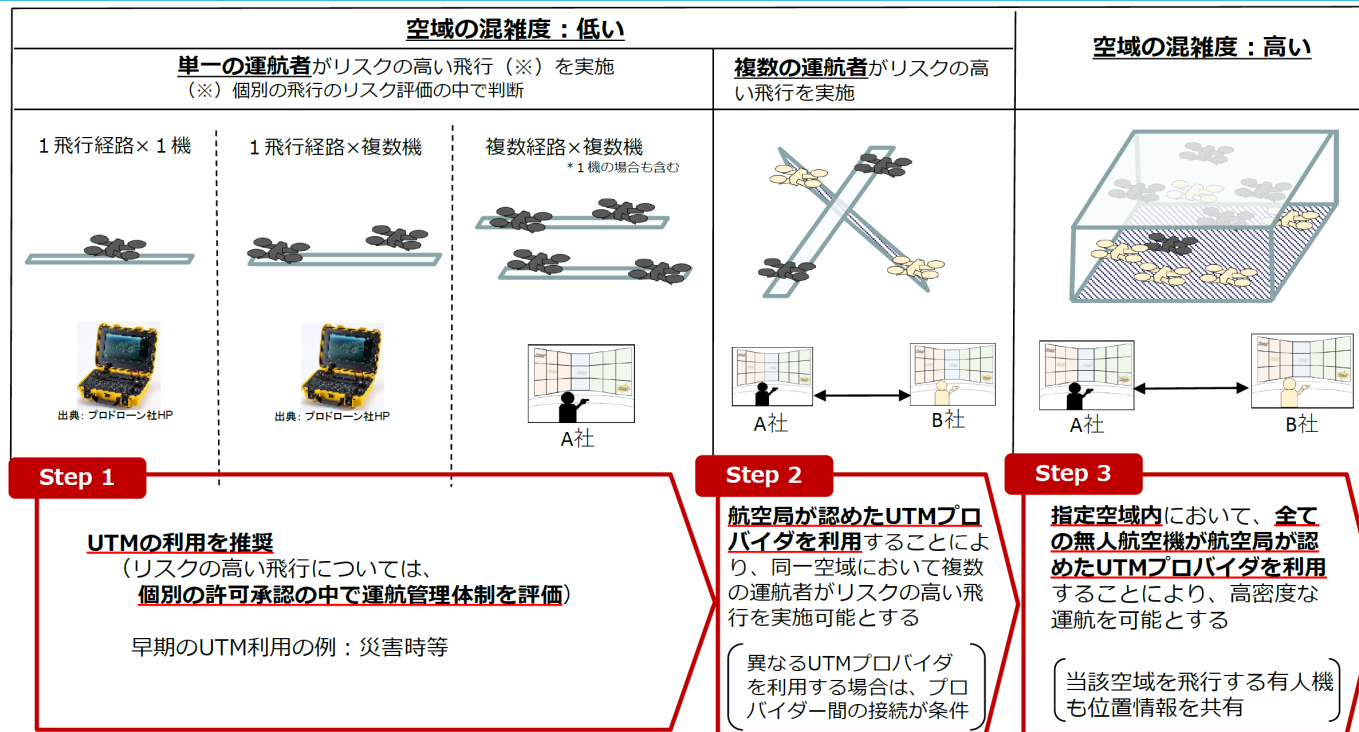 空域の混雑度：低い
空域の混雑度：高い
単一の運航者がリスクの高い飛行（※）を実施
（※）個別の飛行のリスク評価の中で判断
複数の運航者がリスクの高
い飛行を実施
１飛行経路×１機
１飛行経路×複数機
複数経路×複数機
*１機の場合も含む
出典：プロドローン社HP
出典：プロドローン社HP
A社
A社
B社
A社
B社
Step 1
UTMの利用を推奨
（リスクの高い飛行については、
個別の許可承認の中で運航管理体制を評価）
早期のUTM利用の例：災害時等
Step 2
航空局が認めたUTMプロ
バイダを利用することによ
り、同一空域において複数
の運航者がリスクの高い飛
行を実施可能とする
異なるUTMプロバイダ
を利用する場合は、プロ
バイダー間の接続が条件
Step 3
指定空域内において、全て
の無人航空機が航空局が認
めたUTMプロバイダを利用
することにより、高密度な
運航を可能とする
当該空域を飛行する有人機
も位置情報を共有